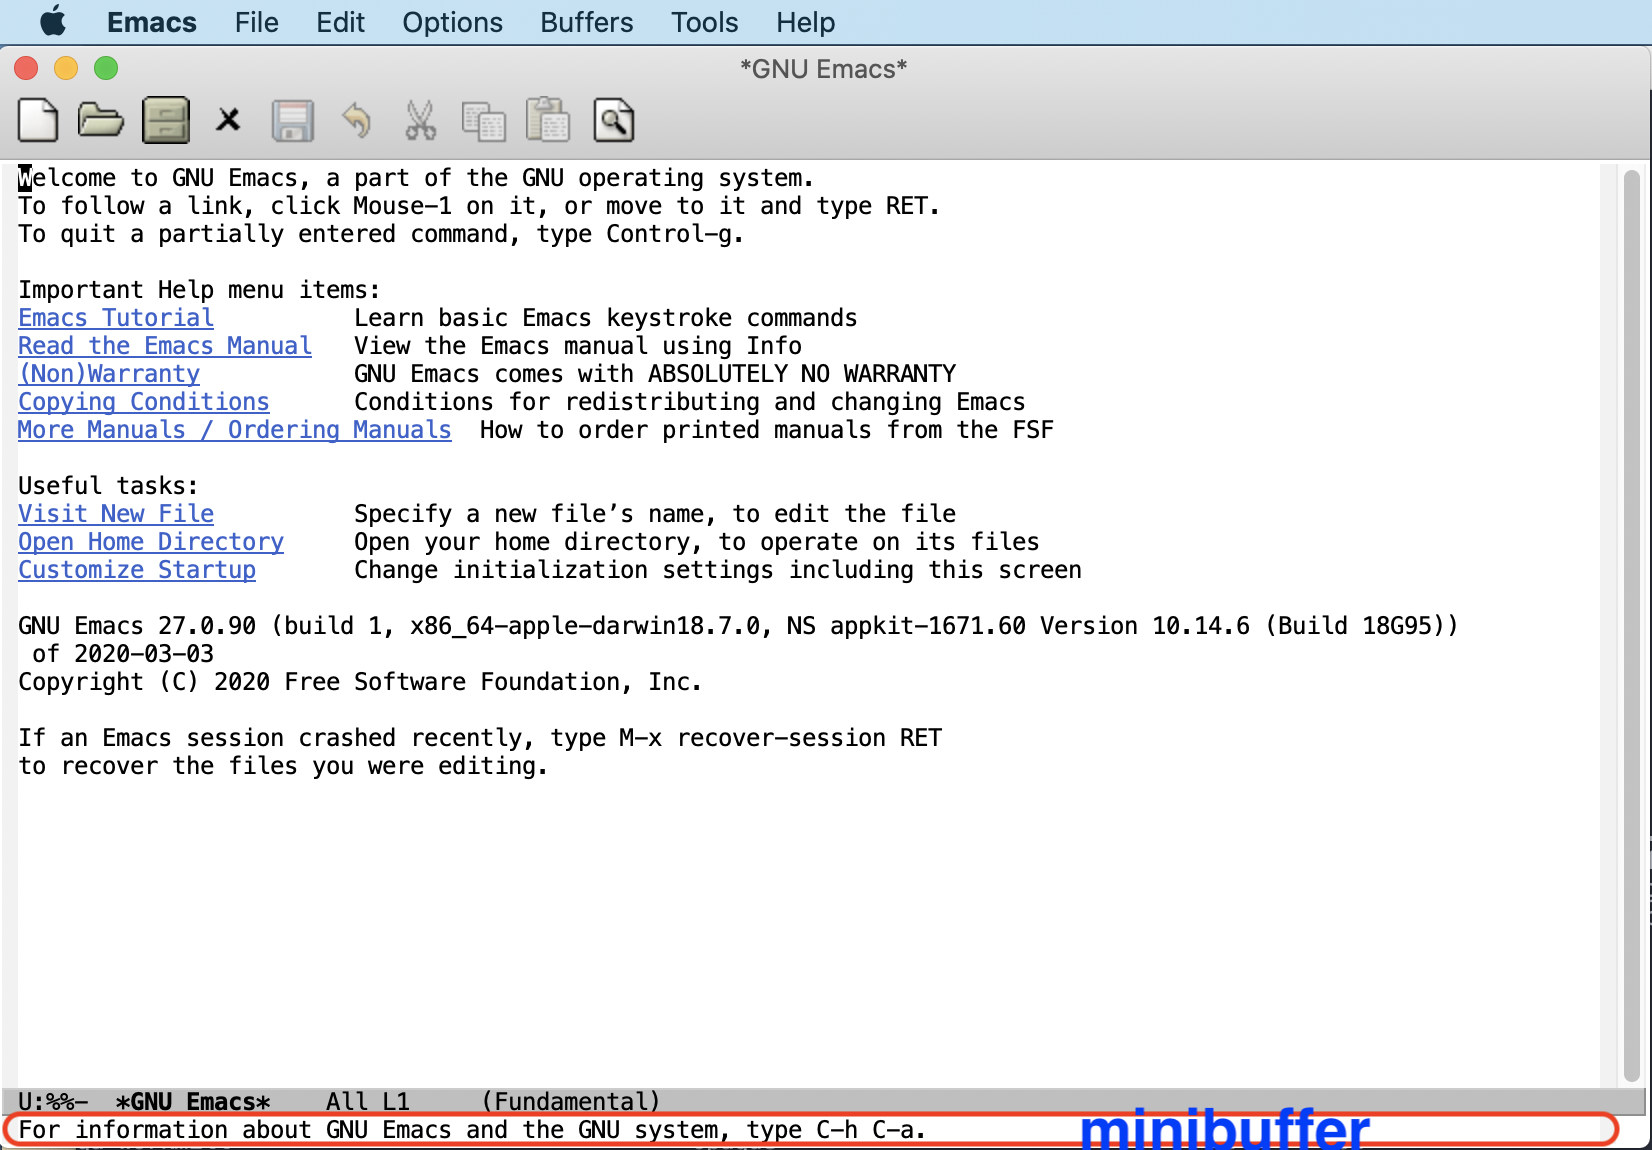 Emacs File Edit Options Buffers Tools Help
*GNU Emacs*
Welcome to GNU Emacs, a part of the GNU operating system.
To follow a link, click Mouse-1 on it, or move to it and type RET.
To quit a partially entered command, type Control-g.
Important Help menu items:
Emacs Tutorial Learn basic Emacs keystroke commands
Read the Emacs Manual View the Emacs manual using Info
(Non)Warranty GNU Emacs comes with ABSOLUTELY NO WARRANTY
Copying Conditions Conditions for redistributing and changing Emacs
More Manuals / Ordering Manuals How to order printed manuals from the FSF
Useful tasks:
Visit New File Specify a new file’s name, to edit the file
Open Home Directory Open your home directory, to operate on its files
Customize Startup Change initialization settings including this screen
GNU Emacs 27.0.90 (build 1, x86_64-apple-darwin18.7.0, NS appkit-1671.60 Version 10.14.6 (Build 18G95))
of 2020-03-03
Copyright (C) 2020 Free Software Foundation, Inc.
If an Emacs session crashed recently, type M-x recover-session RET
to recover the files you were editing.
U:%%- *GNU Emacs* All L1 (Fundamental)
For information about GNU Emacs and the GNU system, type C-h C-a.
minibuffer